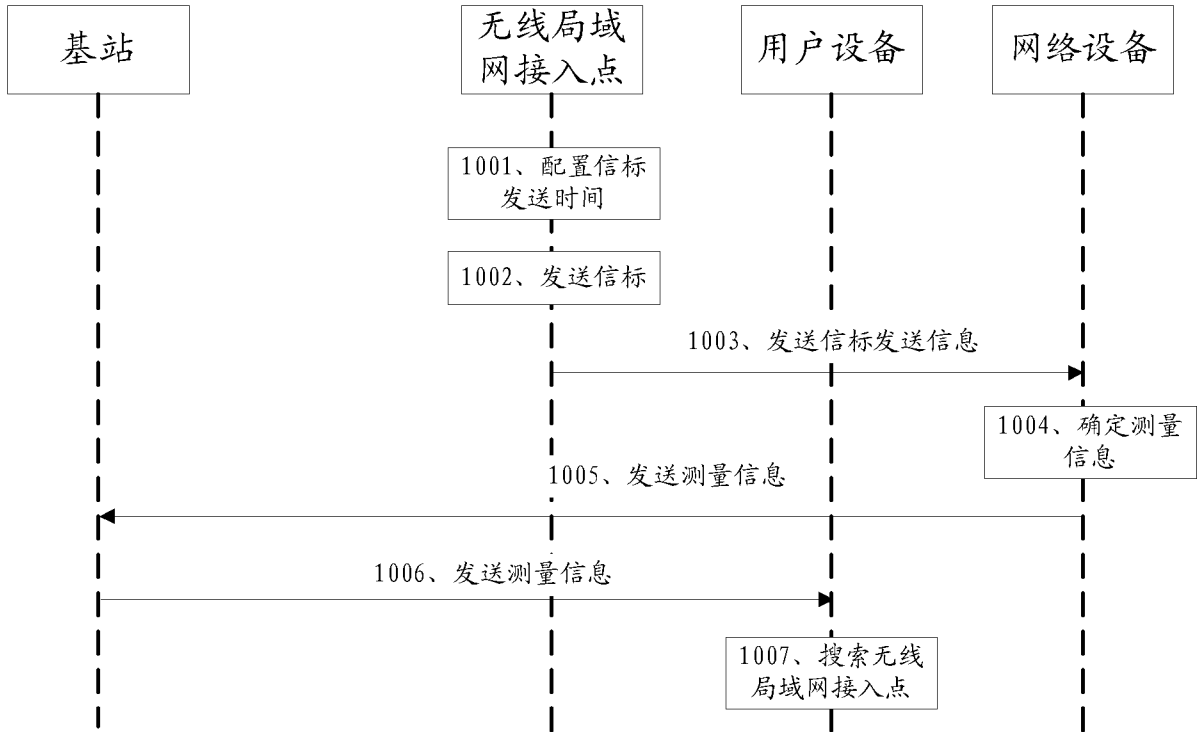 基站
无线局域
网接入点
用户设备
网络设备
1001、配置信标
发送时间
1002、发送信标
1003、发送信标发送信息
1004、确定测量
信息
1005、发送测量信息
1006、发送测量信息
1007、搜索无线
局域网接入点